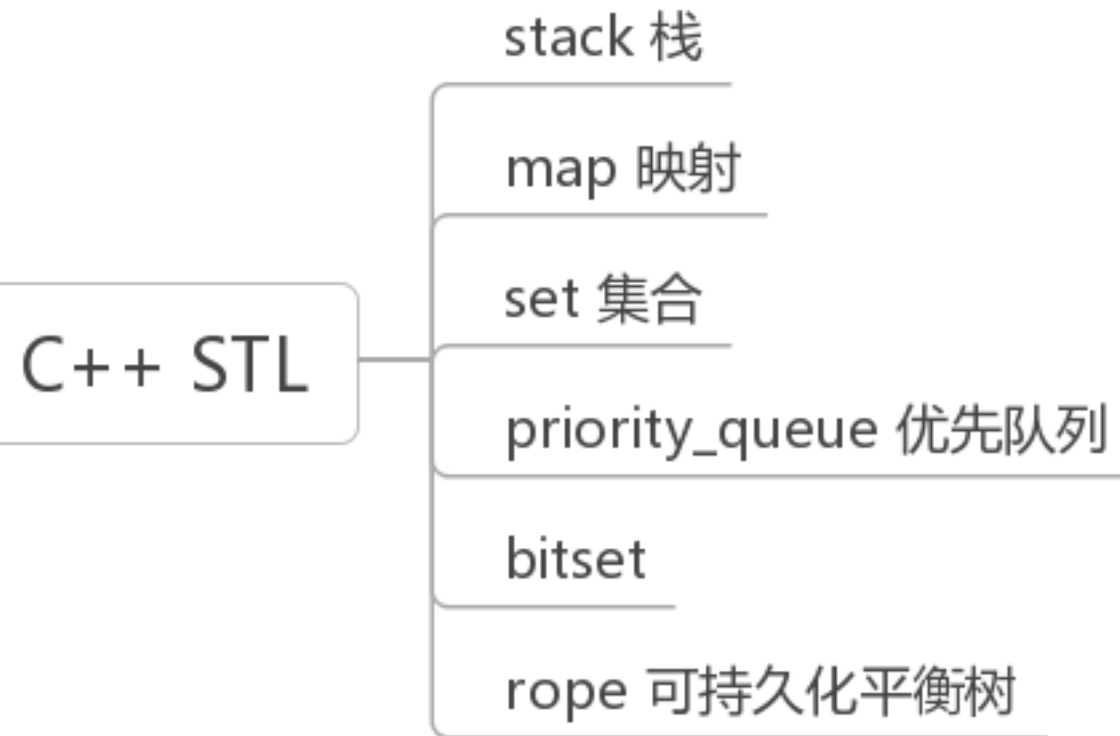 stack 栈
map 映射
set 集合
C++ STL
priority_queue 优先队列
bitset
rope 可持久化平衡树